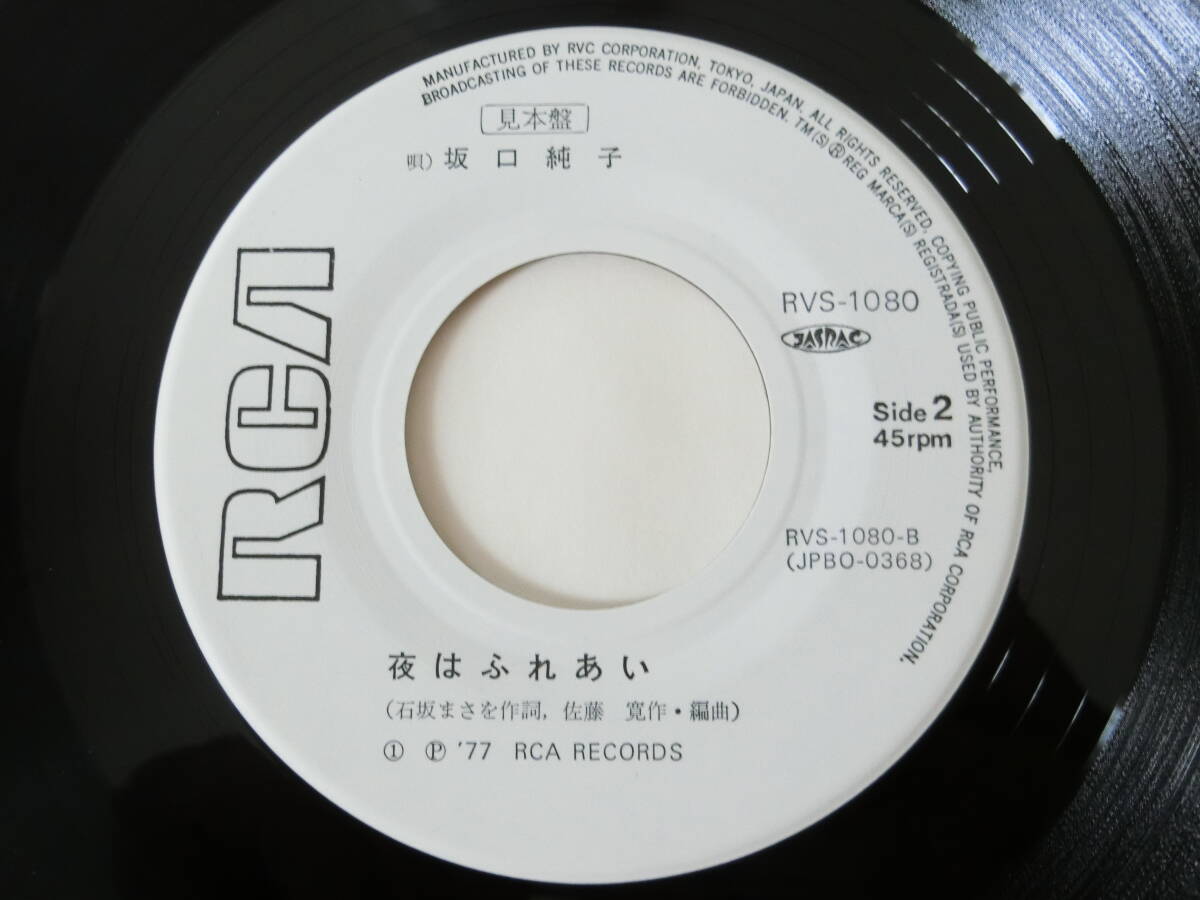 MANUFACTURED BY RVC CORPORATION, TOKYO, JAPAN. ALL RIGHTS RESERVED, COPYING PUBLIC PERFORMANCE,
BROADCASTING OF THESE RECORDS ARE FORBIDDEN. TM(S)®REG MARCA(S) REGISTRADA(S) USED BY AUTHORITY OF RCA CORPORATION.
見本盤
唄) 坂口純子
RCA
RVS-1080
JASRAC
Side 2
45rpm
RVS-1080-B
(JPBO-0368)
夜はふれあい
(石坂まさを作詞, 佐藤 寛作・編曲)
① Ⓟ '77 RCA RECORDS